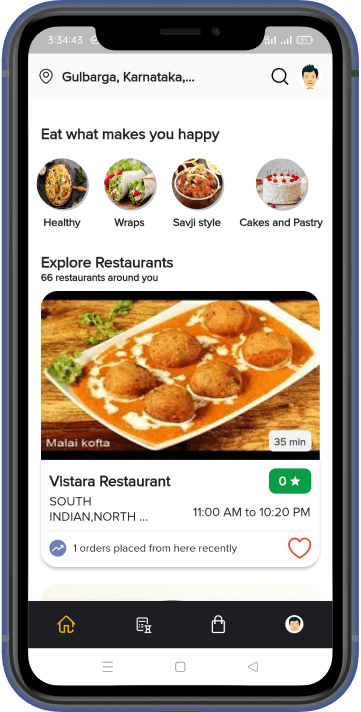 3:34:43
Gulbarga, Karnataka,...
Eat what makes you happy
Healthy Wraps Savji style Cakes and Pastry
Explore Restaurants
66 restaurants around you
Malai kofta
35 min
Vistara Restaurant
0 ★
SOUTH
INDIAN,NORTH ...
11:00 AM to 10:20 PM
1 orders placed from here recently